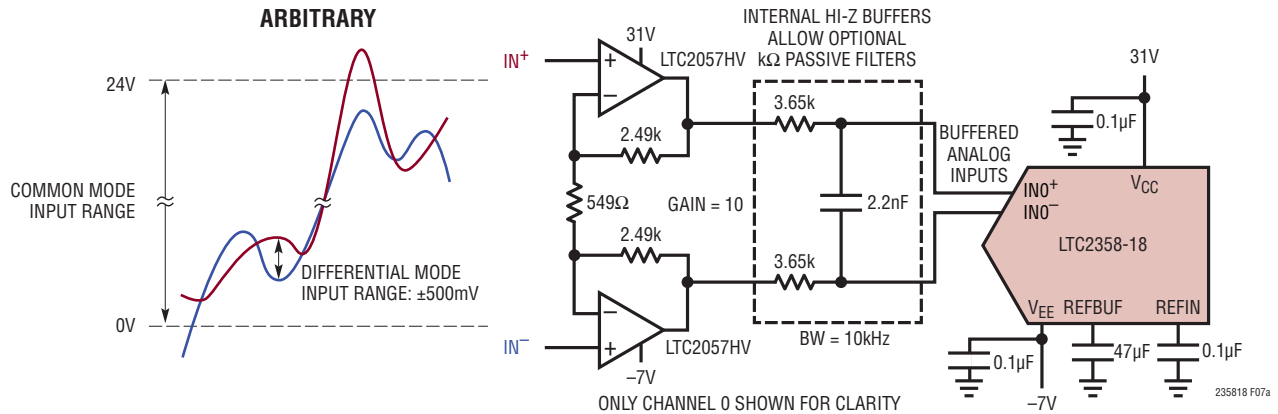 ARBITRARY
24V
COMMON MODE
INPUT RANGE
DIFFERENTIAL MODE
INPUT RANGE: ±500mV
0V
IN+
31V
LTC2057HV
+
–
2.49k
549Ω
GAIN = 10
2.49k
–
+
LTC2057HV
IN–
–7V
INTERNAL HI-Z BUFFERS
ALLOW OPTIONAL
kΩ PASSIVE FILTERS
3.65k
2.2nF
3.65k
BW = 10kHz
BUFFERED
ANALOG
INPUTS
31V
0.1µF
VCC
IN0+
IN0–
LTC2358-18
VEE REFBUF REFIN
0.1µF
47µF
0.1µF
–7V
ONLY CHANNEL 0 SHOWN FOR CLARITY
235818 F07a